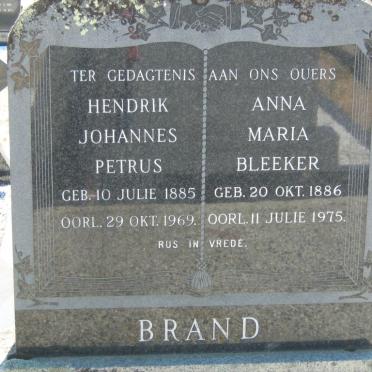 TER GEDAGTENIS AAN ONS OUERS
HENDRIK
JOHANNES
PETRUS
GEB. 10 JULIE 1885
OORL. 29 OKT. 1969.
ANNA
MARIA
BLEEKER
GEB. 20 OKT. 1886
OORL. 11 JULIE 1975.
RUS IN VREDE.
BRAND